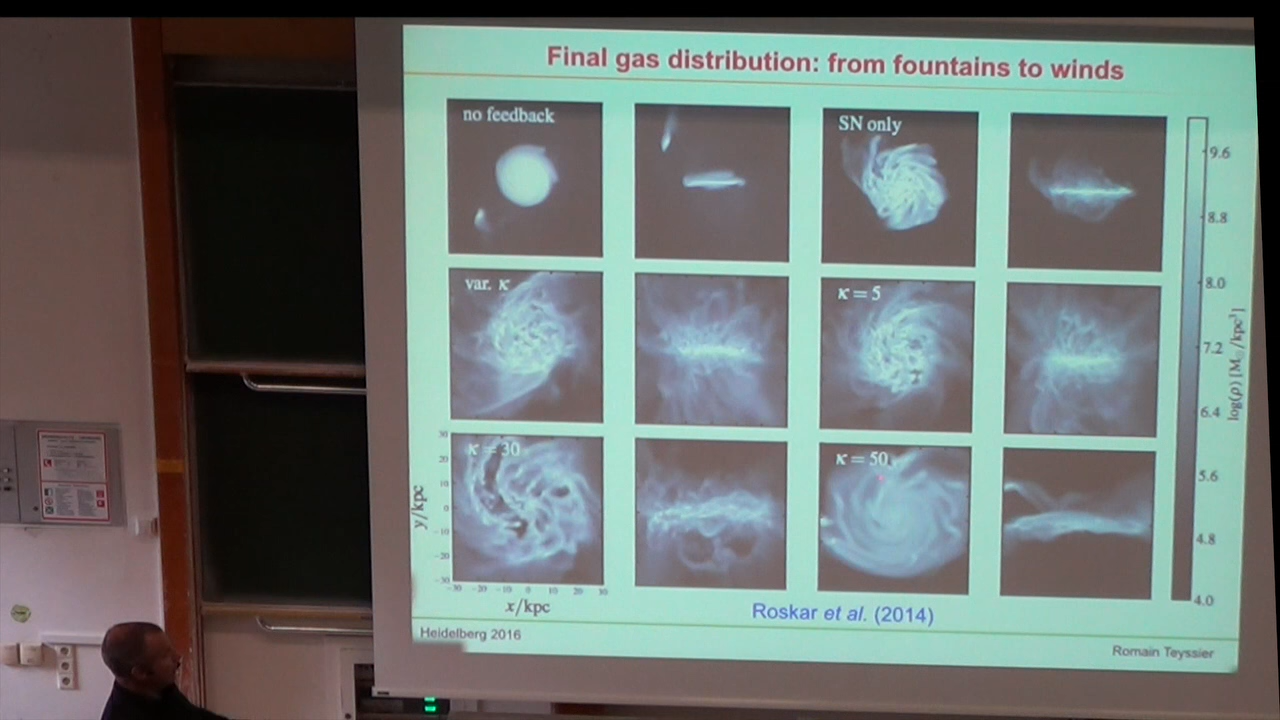 Final gas distribution: from fountains to winds
no feedback
SN only
var. κ
κ = 5
κ = 30
κ = 50
9.6
8.8
8.0
7.2
6.4
5.6
4.8
4.0
log(ρ) [M☉/kpc³]
30
20
10
0
-10
-20
-30
y/kpc
-30 -20 -10 0 10 20 30
x/kpc
Roskar et al. (2014)
Heidelberg 2016
Romain Teyssier